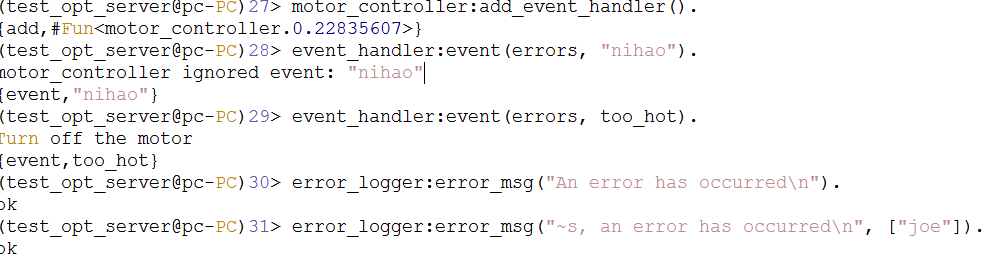 (test_opt_server@pc-PC)27> motor_controller:add_event_handler().
{add,#Fun<motor_controller.0.22835607>}
(test_opt_server@pc-PC)28> event_handler:event(errors, "nihao").
motor_controller ignored event: "nihao"
{event,"nihao"}
(test_opt_server@pc-PC)29> event_handler:event(errors, too_hot).
Turn off the motor
{event,too_hot}
(test_opt_server@pc-PC)30> error_logger:error_msg("An error has occurred\n").
ok
(test_opt_server@pc-PC)31> error_logger:error_msg("~s, an error has occurred\n", ["joe"]).
ok